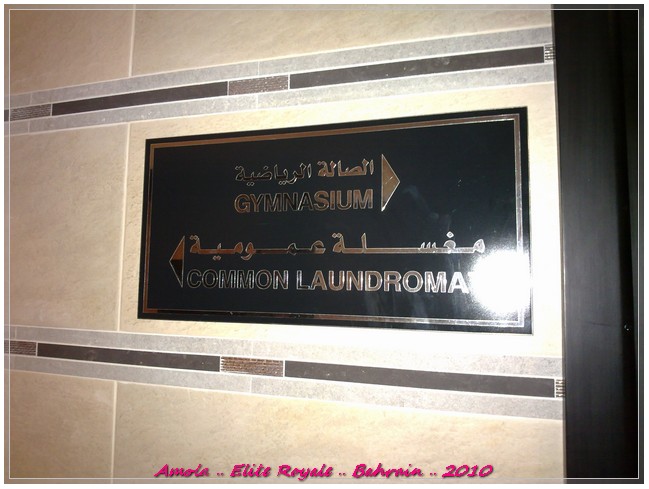 الصالة الرياضية
GYMNASIUM
مغسلة عمومية
COMMON LAUNDROMA
Amola .. Elite Royale .. Bahrain .. 2010